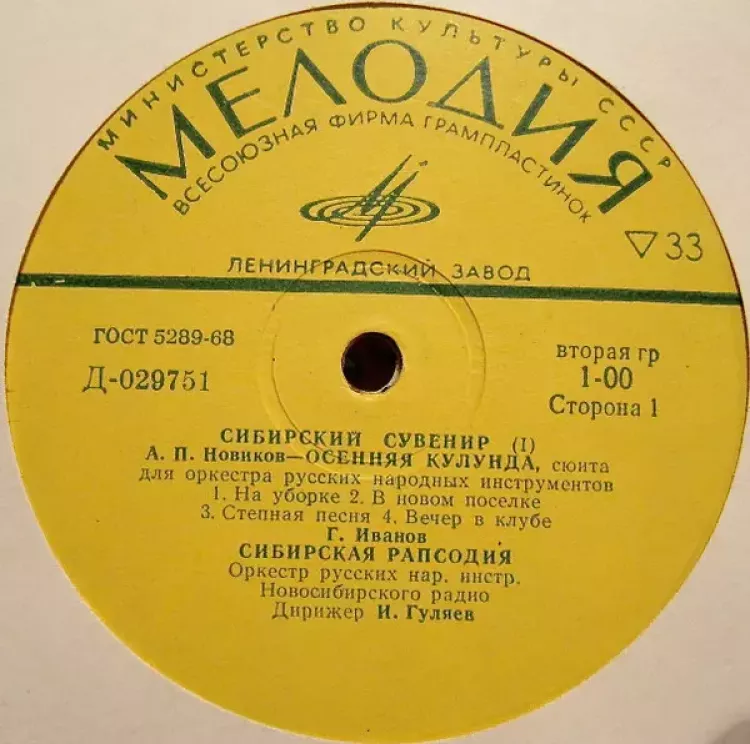 МИНИСТЕРСТВО КУЛЬТУРЫ СССР
МЕЛОДИЯ
ВСЕСОЮЗНАЯ ФИРМА ГРАМПЛАСТИНОК
▽ 33
ЛЕНИНГРАДСКИЙ ЗАВОД
ГОСТ 5289-68
Д-029751
вторая гр
1-00
Сторона 1
СИБИРСКИЙ СУВЕНИР (I)
А. П. Новиков—ОСЕННЯЯ КУЛУНДА, сюита
для оркестра русских народных инструментов
1. На уборке 2. В новом поселке
3. Степная песня 4. Вечер в клубе
Г. Иванов
СИБИРСКАЯ РАПСОДИЯ
Оркестр русских нар. инстр.
Новосибирского радио
Дирижер И. Гуляев